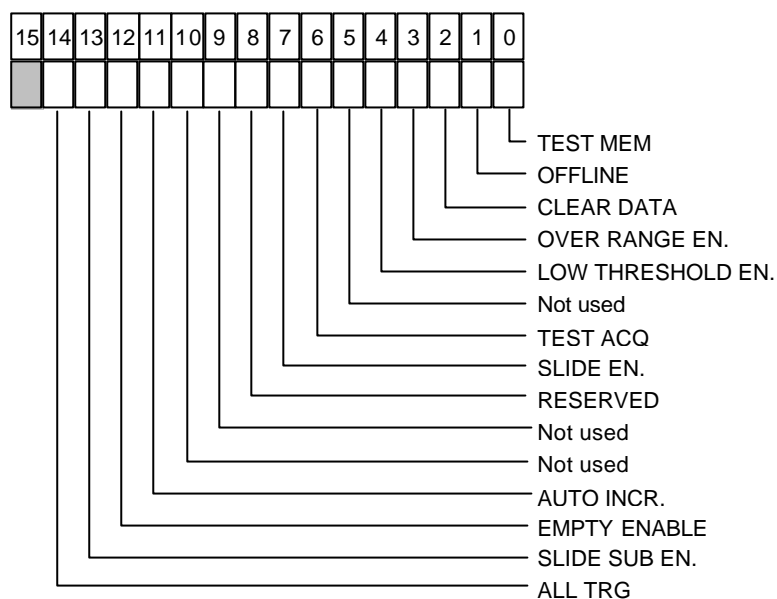 15 14 13 12 11 10 9 8 7 6 5 4 3 2 1 0
TEST MEM
OFFLINE
CLEAR DATA
OVER RANGE EN.
LOW THRESHOLD EN.
Not used
TEST ACQ
SLIDE EN.
RESERVED
Not used
Not used
AUTO INCR.
EMPTY ENABLE
SLIDE SUB EN.
ALL TRG